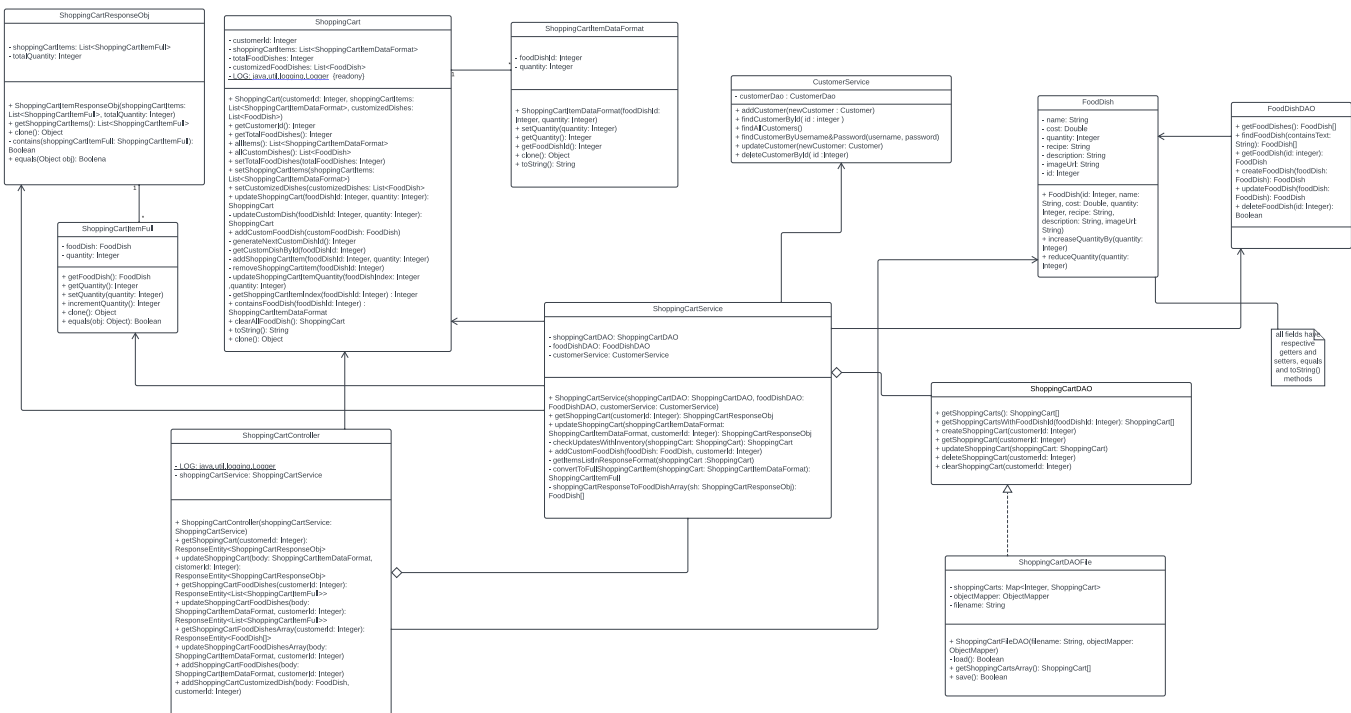 ShoppingCartResponseObj
- shoppingCartItems: List<ShoppingCartItemFull>
- totalQuantity: Integer
+ ShoppingCartItemResponseObj(shoppingCartItems:
List<ShoppingCartItemFull>, totalQuantity: Integer)
+ getShoppingCartItems(): List<ShoppingCartItemFull>
+ clone(): Object
- contains(shoppingCartItemFull: ShoppingCartItemFull):
Boolean
+ equals(Object obj): Boolena
1
*
ShoppingCartItemFull
- foodDish: FoodDish
- quantity: Integer
+ getFoodDish(): FoodDish
+ getQuantity(): Integer
+ setQuantity(quantity: Integer)
+ incrementQuantity(): Integer
+ clone(): Object
+ equals(obj: Object): Boolean
ShoppingCart
- customerId: Integer
- shoppingCartItems: List<ShoppingCartItemDataFormat>
- totalFoodDishes: Integer
- customizedFoodDishes: List<FoodDish>
- LOG: java,util,logging,Logger {readony}
+ ShoppingCart(customerId: Integer, shoppingCartItems:
List<ShoppingCartItemDataFormat>, customizedDishes:
List<FoodDish>)
+ getCustomerId(): Integer
+ getTotalFoodDishes(): Integer
+ allItems(): List<ShoppingCartItemDataFormat>
+ allCustomDishes(): List<FoodDish>
+ setTotalFoodDishes(totalFoodDishes: Integer)
+ setShoppingCartItems(shoppingCartItems:
List<ShoppingCartItemDataFormat>)
+ setCustomizedDishes(customizedDishes: List<FoodDish>
+ updateShoppingCart(foodDishId: Integer, quantity: Integer):
ShoppingCart
- updateCustomDish(foodDishId: Integer, quantity: Integer):
ShoppingCart
+ addCustomFoodDish(customFoodDish: FoodDish)
- generateNextCustomDishId(): Integer
- getCustomDishById(foodDishId: Integer)
- addShoppingCartItem(foodDishId: Integer, quantity: Integer)
- removeShoppingCartItem(foodDishId: Integer)
- updateShoppingCartItemQuantity(foodDishIndex: Integer
,quantity: Integer)
- getShoppingCartItemIndex(foodDishId: Integer) : Integer
+ containsFoodDish(foodDishId: Integer) :
ShoppingCartItemDataFormat
+ clearAllFoodDish(): ShoppingCart
+ toString(): String
+ clone(): Object
1
*
ShoppingCartItemDataFormat
- foodDishId: Integer
- quantity: Integer
+ ShoppingCartItemDataFormat(foodDishId:
Integer, quantity: Integer)
+ setQuantity(quantity: Integer)
+ getQuantity(): Integer
+ getFoodDishId(): Integer
+ clone(): Object
+ toString(): String
CustomerService
- customerDao : CustomerDao
+ addCustomer(newCustomer : Customer)
+ findCustomerById( id : integer )
+ findAllCustomers()
+ findCustomerByUsername&Password(username, password)
+ updateCustomer(newCustomer: Customer)
+ deleteCustomerById( id :Integer)
FoodDish
- name: String
- cost: Double
- quantity: Integer
- recipe: String
- description: String
- imageUrl: String
- id: Integer
+ FoodDish(id: Integer, name:
String, cost: Double, quantity:
Integer, recipe: String,
description: String, imageUrl:
String)
+ increaseQuantityBy(quantity:
Integer)
+ reduceQuantity(quantity:
Integer)
FoodDishDAO
+ getFoodDishes(): FoodDish[]
+ findFoodDish(containsText:
String): FoodDish[]
+ getFoodDish(id: integer):
FoodDish
+ createFoodDish(foodDish:
FoodDish): FoodDish
+ updateFoodDish(foodDish:
FoodDish): FoodDish
+ deleteFoodDish(id: Integer):
Boolean
all fields have
respective
getters and
setters, equals
and toString()
methods
ShoppingCartService
- shoppingCartDAO: ShoppingCartDAO
- foodDishDAO: FoodDishDAO
- customerService: CustomerService
+ ShoppingCartService(shoppingCartDAO: ShoppingCartDAO, foodDishDAO:
FoodDishDAO, customerService: CustomerService)
+ getShoppingCart(customerId: Integer): ShoppingCartResponseObj
+ updateShoppingCart(shoppingCartItemDataFormat:
ShoppingCartItemDataFormat, customerId: Integer): ShoppingCartResponseObj
- checkUpdatesWithInventory(shoppingCart: ShoppingCart): ShoppingCart
+ addCustomFoodDish(foodDish: FoodDish, customerId: Integer)
- getItemsListInResponseFormat(shoppingCart :ShoppingCart)
- convertToFullShoppingCartItem(shoppingCart: ShoppingCartItemDataFormat):
ShoppingCartItemFull
- shoppingCartResponseToFoodDishArray(sh: ShoppingCartResponseObj):
FoodDish[]
ShoppingCartDAO
+ getShoppingCarts(): ShoppingCart[]
+ getShoppingCartsWithFoodDishId(foodDishId: Integer): ShoppingCart[]
+ createShoppingCart(customerId: Integer)
+ getShoppingCart(customerId: Integer)
+ updateShoppingCart(shoppingCart: ShoppingCart)
+ deleteShoppingCart(customerId: Integer)
+ clearShoppingCart(customerId: Integer)
ShoppingCartController
- LOG: java,util,logging,Logger
- shoppingCartService: ShoppingCartService
+ ShoppingCartController(shoppingCartService:
ShoppingCartService)
+ getShoppingCart(customerId: Integer):
ResponseEntity<ShoppingCartResponseObj>
+ updateShoppingCart(body: ShoppingCartItemDataFormat,
cistomerId: Integer):
ResponseEntity<ShoppingCartResponseObj>
+ getShoppingCartFoodDishes(customerId: Integer):
ResponseEntity<List<ShoppingCartItemFull>>
+ updateShoppingCartFoodDishes(body:
ShoppingCartItemDataFormat, customerId: Integer):
ResponseEntity<List<ShoppingCartItemFull>>
+ getShoppingCartFoodDishesArray(customerId: Integer):
ResponseEntity<FoodDish[]>
+ updateShoppingCartFoodDishesArray(body:
ShoppingCartItemDataFormat, customerId: Integer)
+ addShoppingCartFoodDishes(body:
ShoppingCartItemDataFormat, customerId: Integer)
+ addShoppingCartCustomizedDish(body: FoodDish,
customerId: Integer)
ShoppingCartDAOFile
- shoppingCarts: Map<Integer, ShoppingCart>
- objectMapper: ObjectMapper
- filename: String
+ ShoppingCartFileDAO(filename: String, objectMapper:
ObjectMapper)
- load(): Boolean
+ getShoppingCartsArray(): ShoppingCart[]
+ save(): Boolean